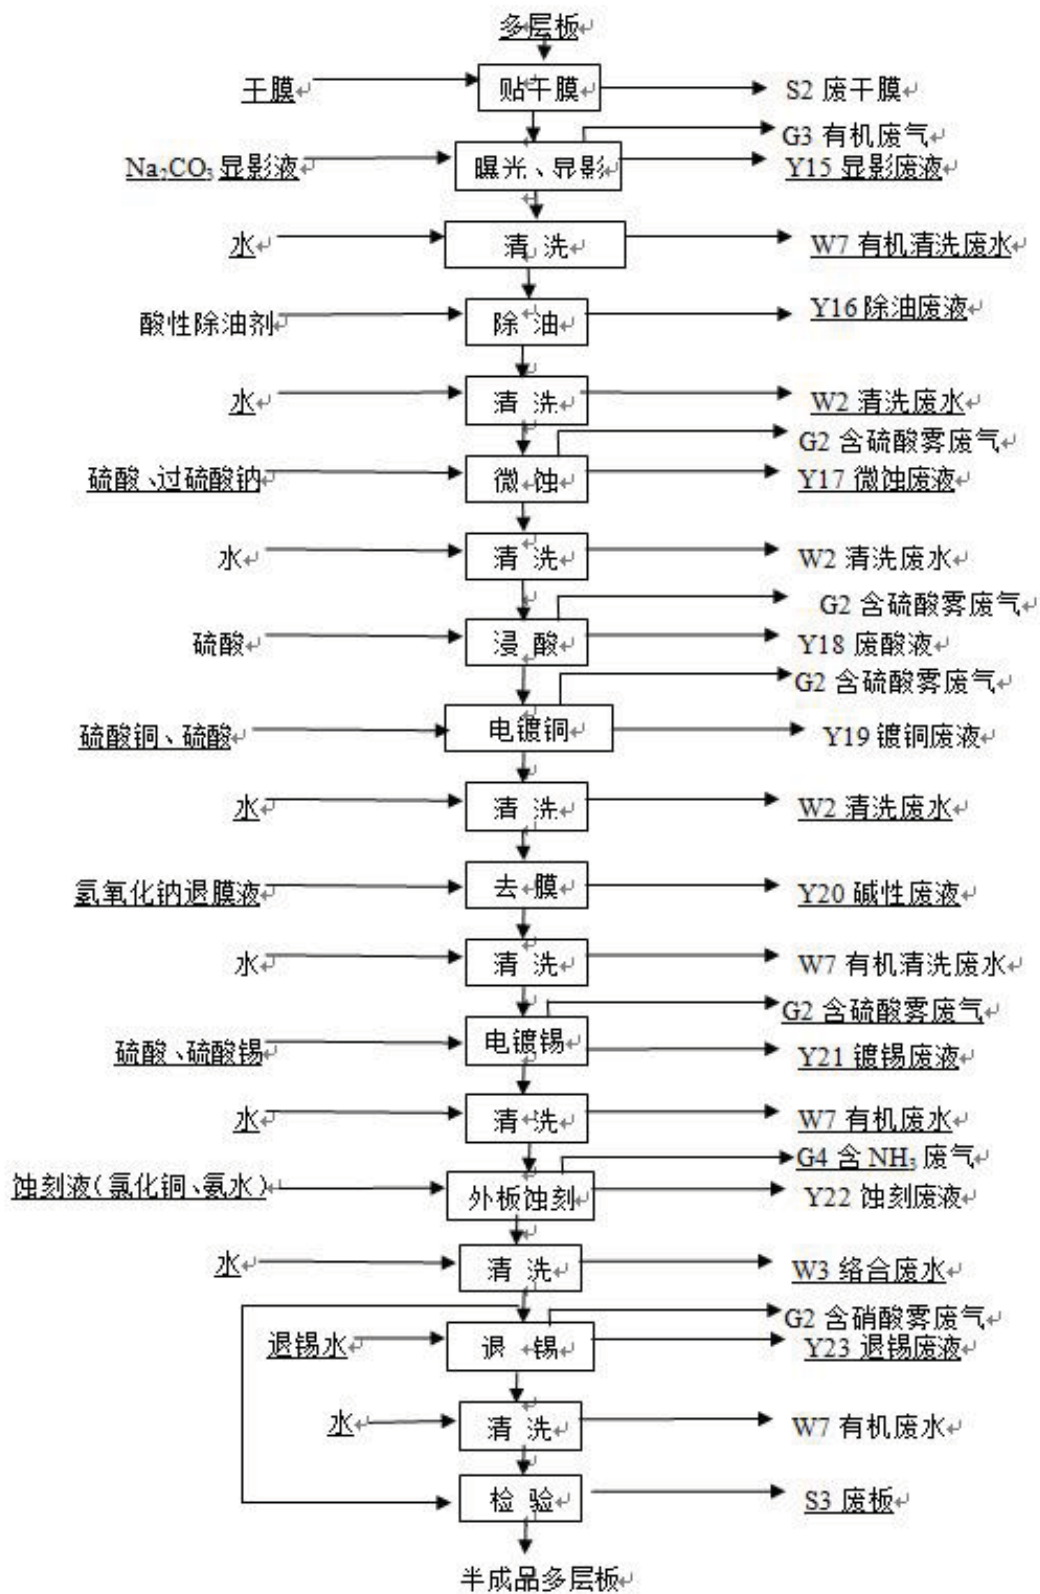 多层板
干膜 贴干膜 S2 废干膜
G3 有机废气
Na₂CO₃ 显影液 曝光、显影 Y15 显影废液
水 清洗 W7 有机清洗废水
酸性除油剂 除油 Y16 除油废液
水 清洗 W2 清洗废水
G2 含硫酸雾废气
硫酸、过硫酸钠 微蚀 Y17 微蚀废液
水 清洗 W2 清洗废水
G2 含硫酸雾废气
硫酸 浸酸 Y18 废酸液
G2 含硫酸雾废气
硫酸铜、硫酸 电镀铜 Y19 镀铜废液
水 清洗 W2 清洗废水
氢氧化钠退膜液 去膜 Y20 碱性废液
水 清洗 W7 有机清洗废水
G2 含硫酸雾废气
硫酸、硫酸锡 电镀锡 Y21 镀锡废液
水 清洗 W7 有机废水
G4 含 NH₃ 废气
蚀刻液(氯化铜、氨水) 外板蚀刻 Y22 蚀刻废液
水 清洗 W3 络合废水
G2 含硝酸雾废气
退锡水 退锡 Y23 退锡废液
水 清洗 W7 有机废水
检验 S3 废板
半成品多层板